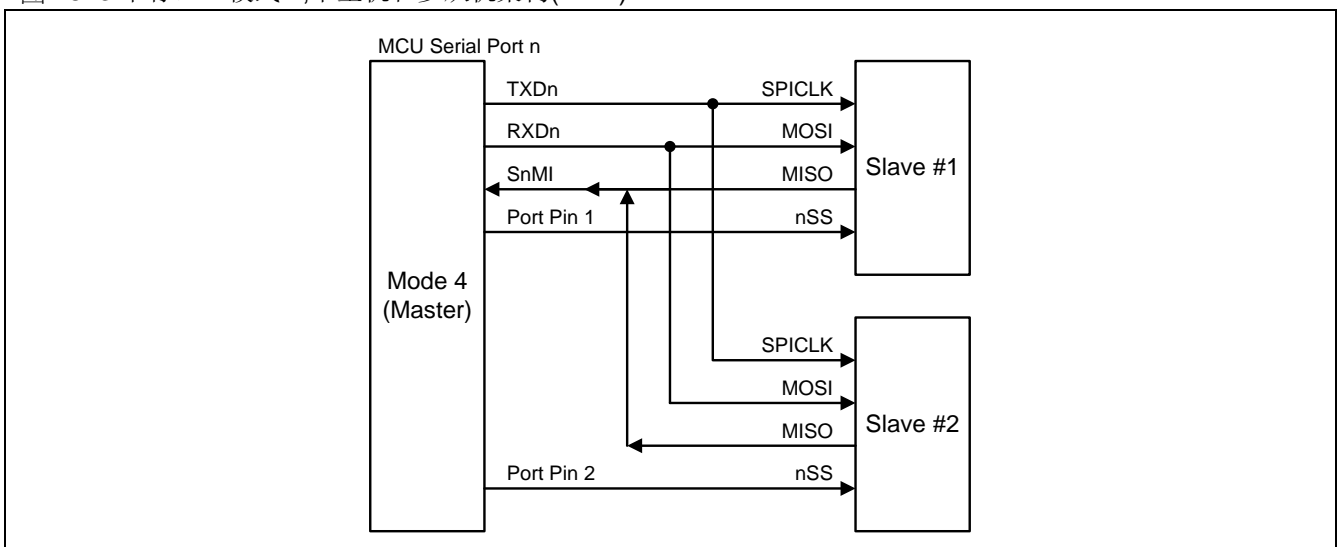 MCU Serial Port n
TXDn
SPICLK
RXDn
MOSI
SnMI
MISO
Slave #1
Port Pin 1
nSS
Mode 4
(Master)
SPICLK
MOSI
MISO
Slave #2
Port Pin 2
nSS